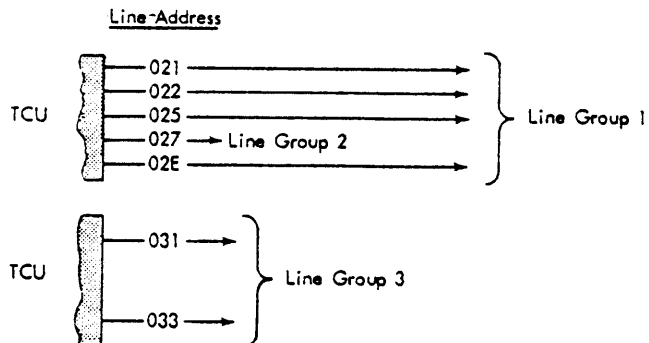 Line-Address
021
022
TCU
025
Line Group 1
027
Line Group 2
02E
031
TCU
Line Group 3
033